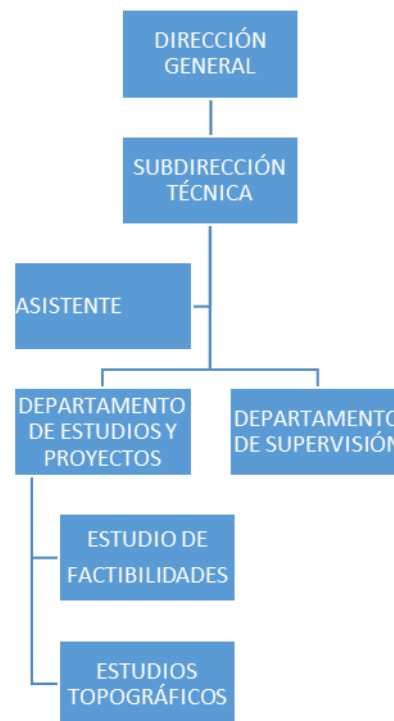 DIRECCIÓN
GENERAL
SUBDIRECCIÓN
TÉCNICA
ASISTENTE
DEPARTAMENTO
DE ESTUDIOS Y
PROYECTOS
DEPARTAMENTO
DE SUPERVISIÓN
ESTUDIO DE
FACTIBILIDADES
ESTUDIOS
TOPOGRÁFICOS